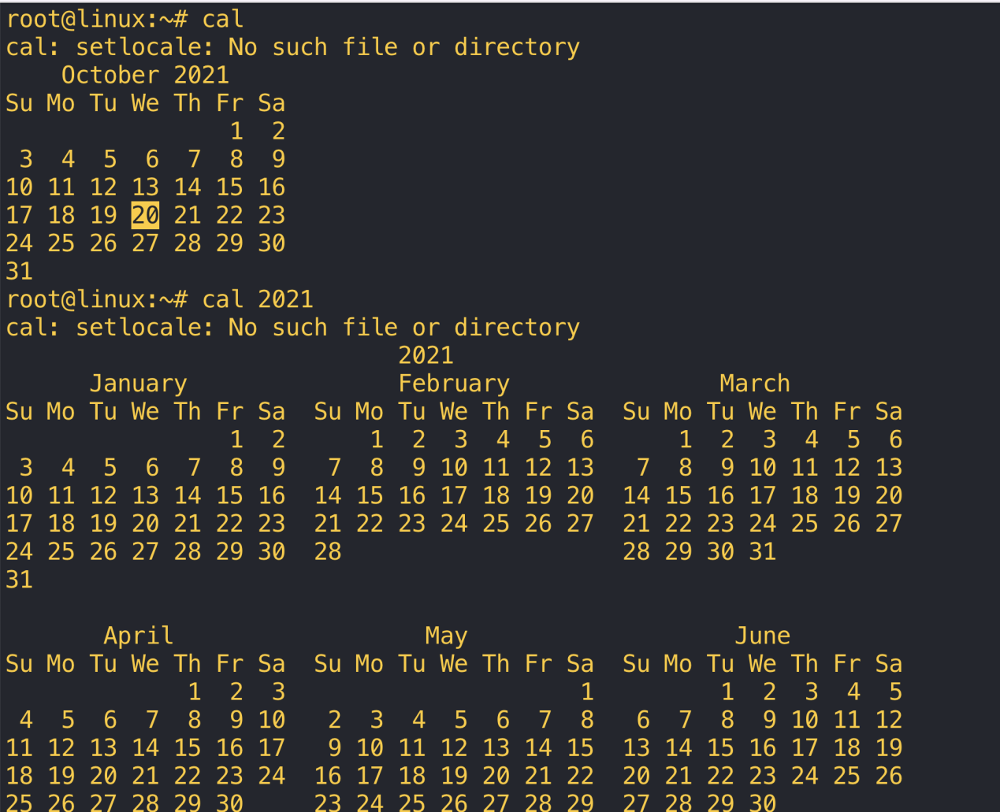 root@linux:~# cal
cal: setlocale: No such file or directory
    October 2021
Su Mo Tu We Th Fr Sa
                1  2
 3  4  5  6  7  8  9
10 11 12 13 14 15 16
17 18 19 20 21 22 23
24 25 26 27 28 29 30
31
root@linux:~# cal 2021
cal: setlocale: No such file or directory
                            2021
      January               February               March
Su Mo Tu We Th Fr Sa  Su Mo Tu We Th Fr Sa  Su Mo Tu We Th Fr Sa
                1  2      1  2  3  4  5  6      1  2  3  4  5  6
 3  4  5  6  7  8  9   7  8  9 10 11 12 13   7  8  9 10 11 12 13
10 11 12 13 14 15 16  14 15 16 17 18 19 20  14 15 16 17 18 19 20
17 18 19 20 21 22 23  21 22 23 24 25 26 27  21 22 23 24 25 26 27
24 25 26 27 28 29 30  28                    28 29 30 31
31
       April                  May                   June
Su Mo Tu We Th Fr Sa  Su Mo Tu We Th Fr Sa  Su Mo Tu We Th Fr Sa
             1  2  3                     1         1  2  3  4  5
 4  5  6  7  8  9 10   2  3  4  5  6  7  8   6  7  8  9 10 11 12
11 12 13 14 15 16 17   9 10 11 12 13 14 15  13 14 15 16 17 18 19
18 19 20 21 22 23 24  16 17 18 19 20 21 22  20 21 22 23 24 25 26
25 26 27 28 29 30     23 24 25 26 27 28 29  27 28 29 30